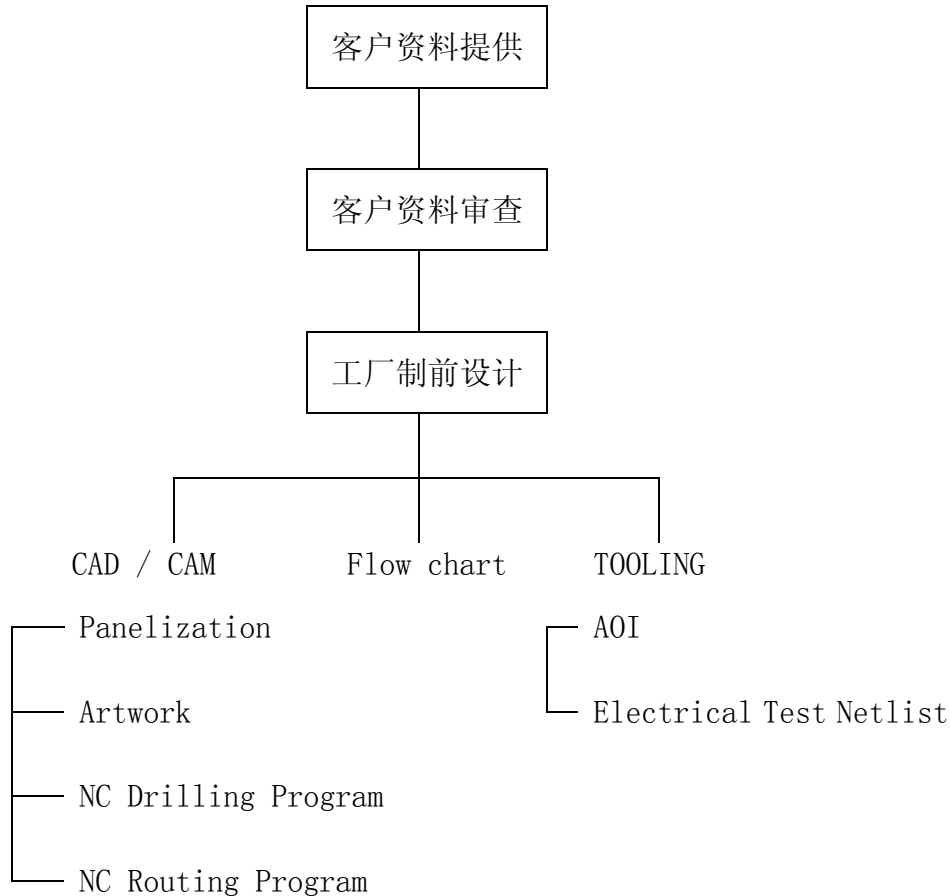 客户资料提供
客户资料审查
工厂制前设计
CAD / CAM
Flow chart
TOOLING
Panelization
AOI
Artwork
Electrical Test Netlist
NC Drilling Program
NC Routing Program